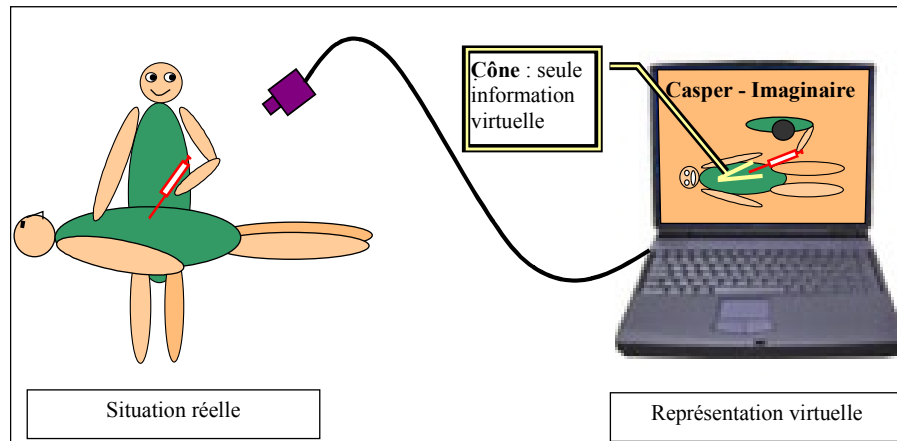 Cône : seule
information
virtuelle
Casper - Imaginaire
Situation réelle
Représentation virtuelle